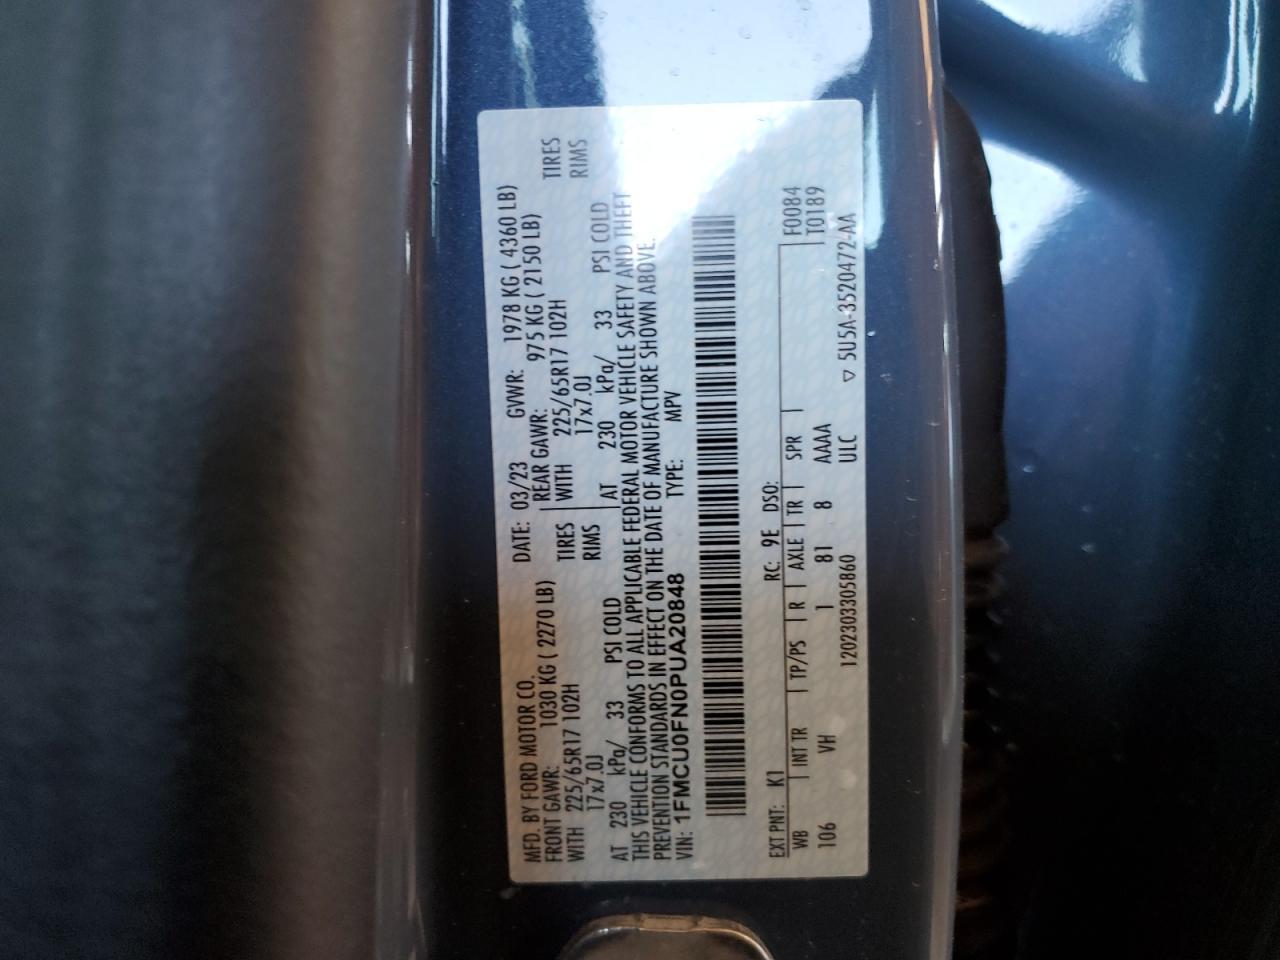 MFD. BY FORD MOTOR CO. DATE: 03/23 GVWR: 1978 KG ( 4360 LB)
FRONT GAWR: 1030 KG ( 2270 LB) REAR GAWR: 975 KG ( 2150 LB)
WITH 225/65R17 102H TIRES WITH 225/65R17 102H TIRES
17x7.0J RIMS 17x7.0J RIMS
AT 230 kPa/ 33 PSI COLD AT 230 kPa/ 33 PSI COLD
THIS VEHICLE CONFORMS TO ALL APPLICABLE FEDERAL MOTOR VEHICLE SAFETY AND THEFT
PREVENTION STANDARDS IN EFFECT ON THE DATE OF MANUFACTURE SHOWN ABOVE.
VIN: 1FMCU0FN0PUA20848 TYPE: MPV
EXT PNT: K1 RC: 9E DSO:
WB INT TR TP/PS R AXLE TR SPR F0084
106 VH 1 81 8 AAAA T0189
1202303305860 ULC ▽ 5U5A-3520472-AA